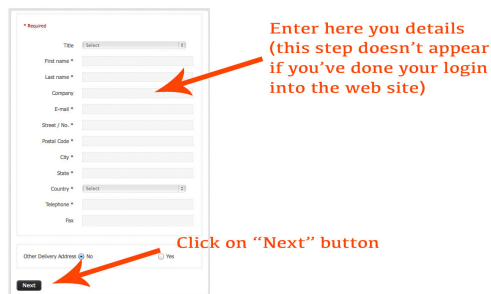 * Required
Title Select
First name *
Last name *
Company
E-mail *
Street / No. *
Postal Code *
City *
State *
Country * Select
Telephone *
Fax
Other Delivery Address No Yes
Next
Enter here you details
(this step doesn't appear
if you've done your login
into the web site)
Click on “Next” button